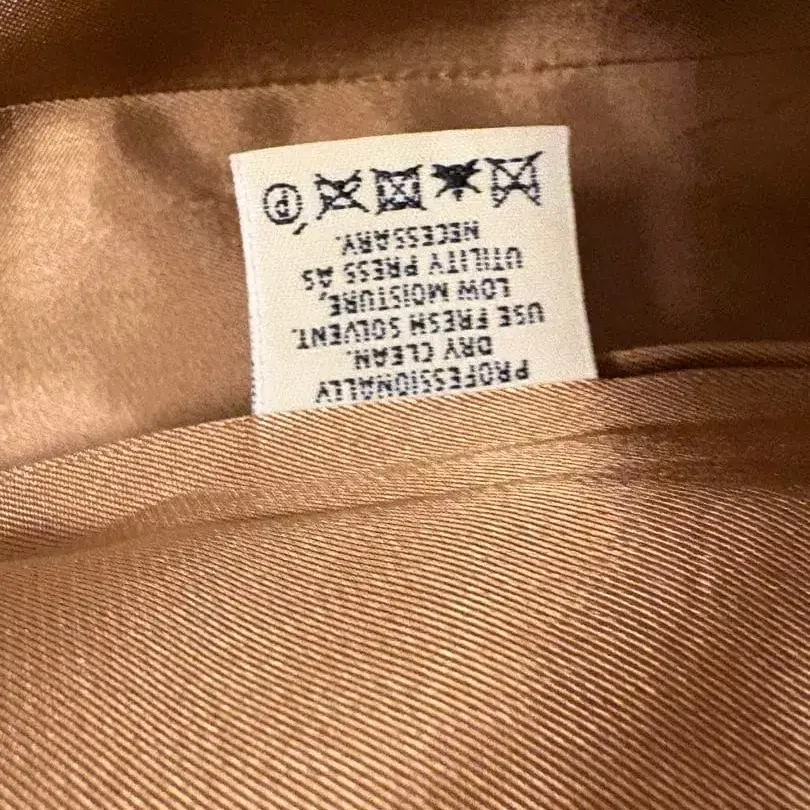 PROFESSIONALLY
DRY CLEAN.
USE FRESH SOLVENT.
LOW MOISTURE,
UTILITY PRESS AS
NECESSARY.
P